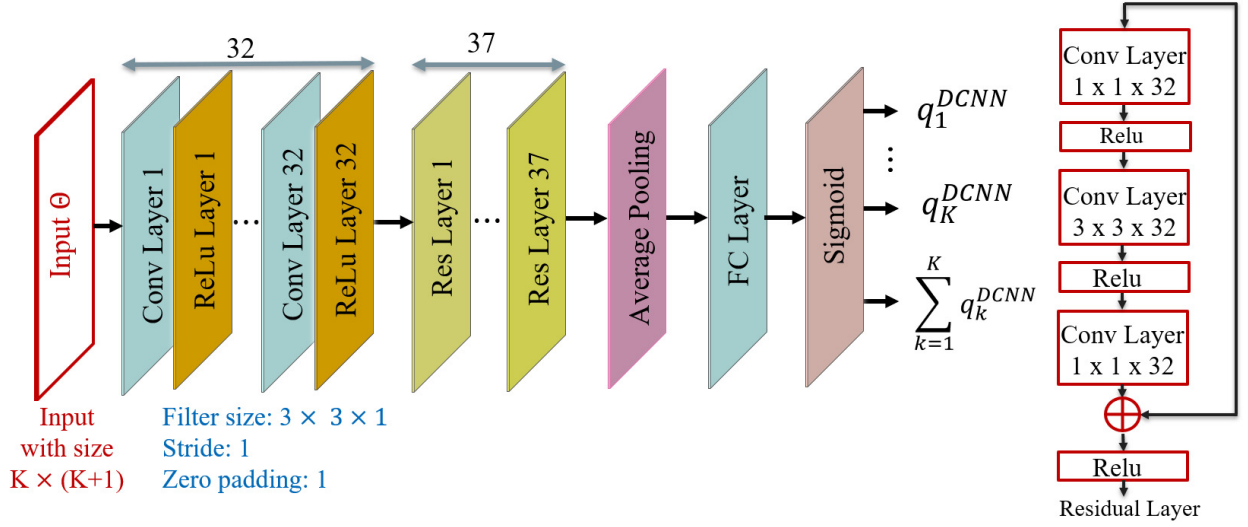 32
37
Input Θ
Conv Layer 1
ReLu Layer 1
...
Conv Layer 32
ReLu Layer 32
Res Layer 1
...
Res Layer 37
Average Pooling
FC Layer
Sigmoid
q_1^{DCNN}
⋮
q_K^{DCNN}
\sum_{k=1}^{K} q_k^{DCNN}
Input
with size
K × (K+1)
Filter size: 3 × 3 × 1
Stride: 1
Zero padding: 1
Conv Layer
1 x 1 x 32
Relu
Conv Layer
3 x 3 x 32
Relu
Conv Layer
1 x 1 x 32
Relu
Residual Layer